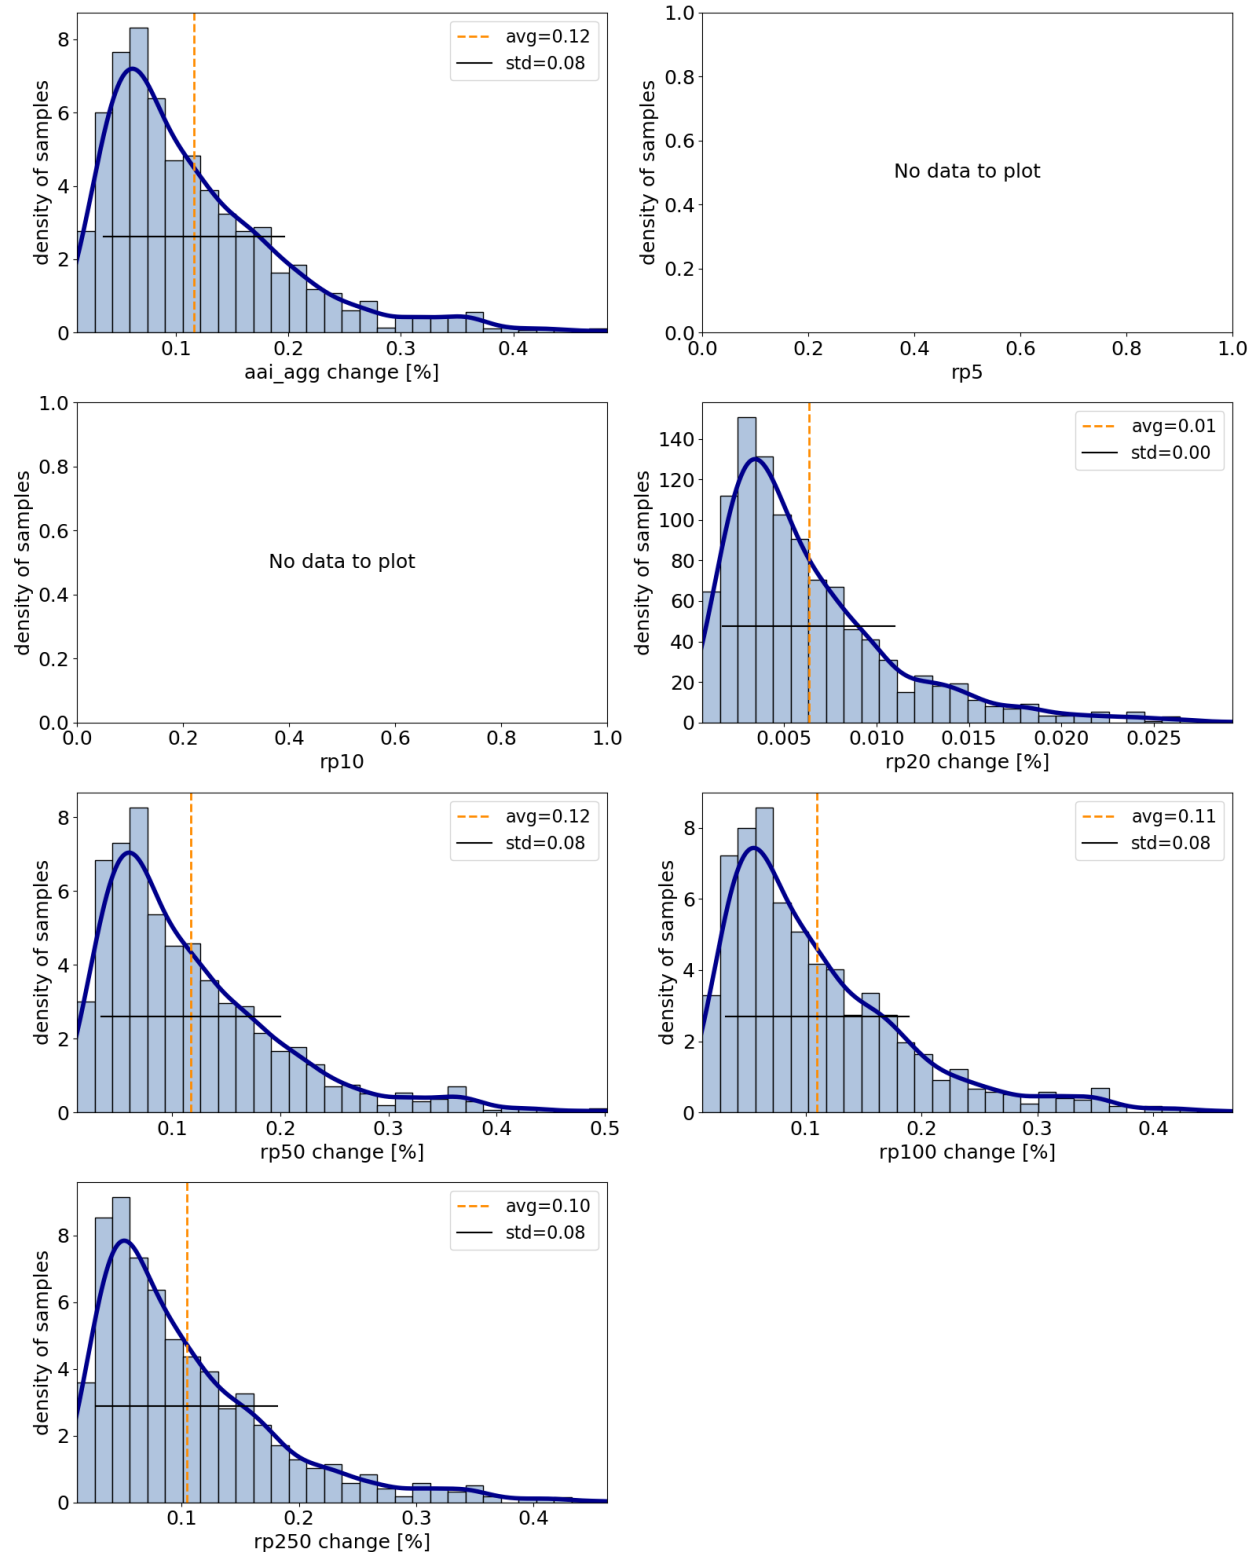 density of samples
8
6
4
2
0
avg=0.12
std=0.08
0.1 0.2 0.3 0.4
aai_agg change [%]
density of samples
1.0
0.8
0.6
0.4
0.2
0.0
No data to plot
0.0 0.2 0.4 0.6 0.8 1.0
rp5
density of samples
1.0
0.8
0.6
0.4
0.2
0.0
No data to plot
0.0 0.2 0.4 0.6 0.8 1.0
rp10
density of samples
140
120
100
80
60
40
20
0
avg=0.01
std=0.00
0.005 0.010 0.015 0.020 0.025
rp20 change [%]
density of samples
8
6
4
2
0
avg=0.12
std=0.08
0.1 0.2 0.3 0.4 0.5
rp50 change [%]
density of samples
8
6
4
2
0
avg=0.11
std=0.08
0.1 0.2 0.3 0.4
rp100 change [%]
density of samples
8
6
4
2
0
avg=0.10
std=0.08
0.1 0.2 0.3 0.4
rp250 change [%]